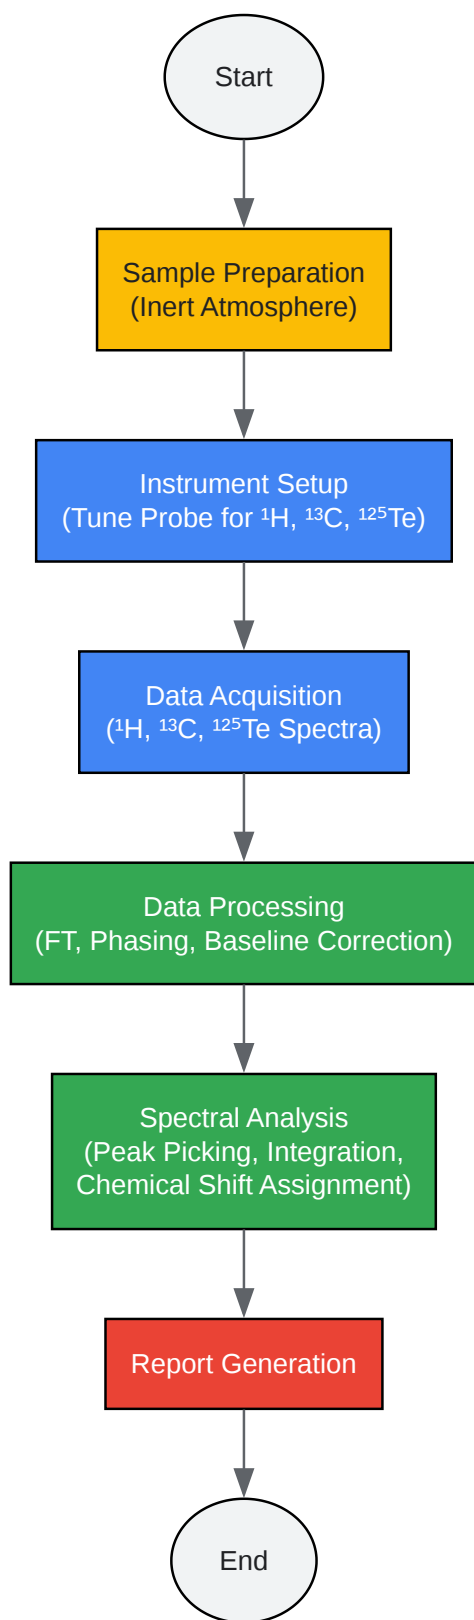 Start
Sample Preparation
(Inert Atmosphere)
Instrument Setup
(Tune Probe for ¹H, ¹³C, ¹²⁵Te)
Data Acquisition
(¹H, ¹³C, ¹²⁵Te Spectra)
Data Processing
(FT, Phasing, Baseline Correction)
Spectral Analysis
(Peak Picking, Integration,
Chemical Shift Assignment)
Report Generation
End